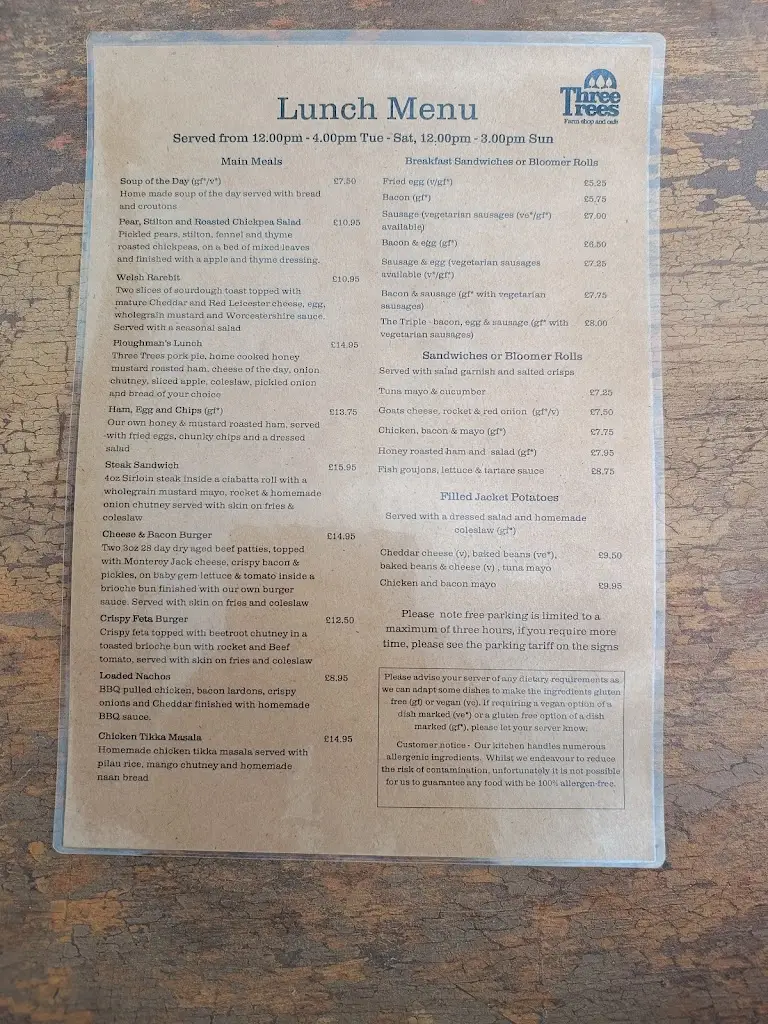 Three
Trees
Farm shop and café
Lunch Menu
Served from 12.00pm - 4.00pm Tue - Sat, 12.00pm - 3.00pm Sun
Main Meals
Soup of the Day (gf*/v*) £7.50
Home made soup of the day served with bread
and croutons
Pear, Stilton and Roasted Chickpea Salad £10.95
Pickled pears, stilton, fennel and thyme
roasted chickpeas, on a bed of mixed leaves
and finished with a apple and thyme dressing.
Welsh Rarebit £10.95
Two slices of sourdough toast topped with
mature Cheddar and Red Leicester cheese, egg,
wholegrain mustard and Worcestershire sauce.
Served with a seasonal salad
Ploughman's Lunch £14.95
Three Trees pork pie, home cooked honey
mustard roasted ham, cheese of the day, onion
chutney, sliced apple, coleslaw, pickled onion
and bread of your choice
Ham, Egg and Chips (gf*) £13.75
Our own honey & mustard roasted ham, served
with fried eggs, chunky chips and a dressed
salad
Steak Sandwich £15.95
4oz Sirloin steak inside a ciabatta roll with a
wholegrain mustard mayo, rocket & homemade
onion chutney served with skin on fries &
coleslaw
Cheese & Bacon Burger £14.95
Two 3oz 28 day dry aged beef patties, topped
with Monterey Jack cheese, crispy bacon &
pickles, on baby gem lettuce & tomato inside a
brioche bun finished with our own burger
sauce. Served with skin on fries and coleslaw
Crispy Feta Burger £12.50
Crispy feta topped with beetroot chutney in a
toasted brioche bun with rocket and Beef
tomato, served with skin on fries and coleslaw
Loaded Nachos £8.95
BBQ pulled chicken, bacon lardons, crispy
onions and Cheddar finished with homemade
BBQ sauce.
Chicken Tikka Masala £14.95
Homemade chicken tikka masala served with
pilau rice, mango chutney and homemade
naan bread
Breakfast Sandwiches or Bloomer Rolls
Fried egg (v/gf*) £5.25
Bacon (gf*) £5.75
Sausage (vegetarian sausages (ve*/gf*) £7.00
available)
Bacon & egg (gf*) £6.50
Sausage & egg (vegetarian sausages £7.25
available (v*/gf*)
Bacon & sausage (gf* with vegetarian £7.75
sausages)
The Triple - bacon, egg & sausage (gf* with £8.00
vegetarian sausages)
Sandwiches or Bloomer Rolls
Served with salad garnish and salted crisps
Tuna mayo & cucumber £7.25
Goats cheese, rocket & red onion (gf*/v) £7.50
Chicken, bacon & mayo (gf*) £7.75
Honey roasted ham and salad (gf*) £7.95
Fish goujons, lettuce & tartare sauce £8.75
Filled Jacket Potatoes
Served with a dressed salad and homemade
coleslaw (gf*)
Cheddar cheese (v), baked beans (ve*), £9.50
baked beans & cheese (v) , tuna mayo
Chicken and bacon mayo £9.95
Please note free parking is limited to a
maximum of three hours, if you require more
time, please see the parking tariff on the signs
Please advise your server of any dietary requirements as
we can adapt some dishes to make the ingredients gluten
free (gf) or vegan (ve). If requiring a vegan option of a
dish marked (ve*) or a gluten free option of a dish
marked (gf*), please let your server know.
Customer notice - Our kitchen handles numerous
allergenic ingredients. Whilst we endeavour to reduce
the risk of contamination, unfortunately it is not possible
for us to guarantee any food with be 100% allergen-free.